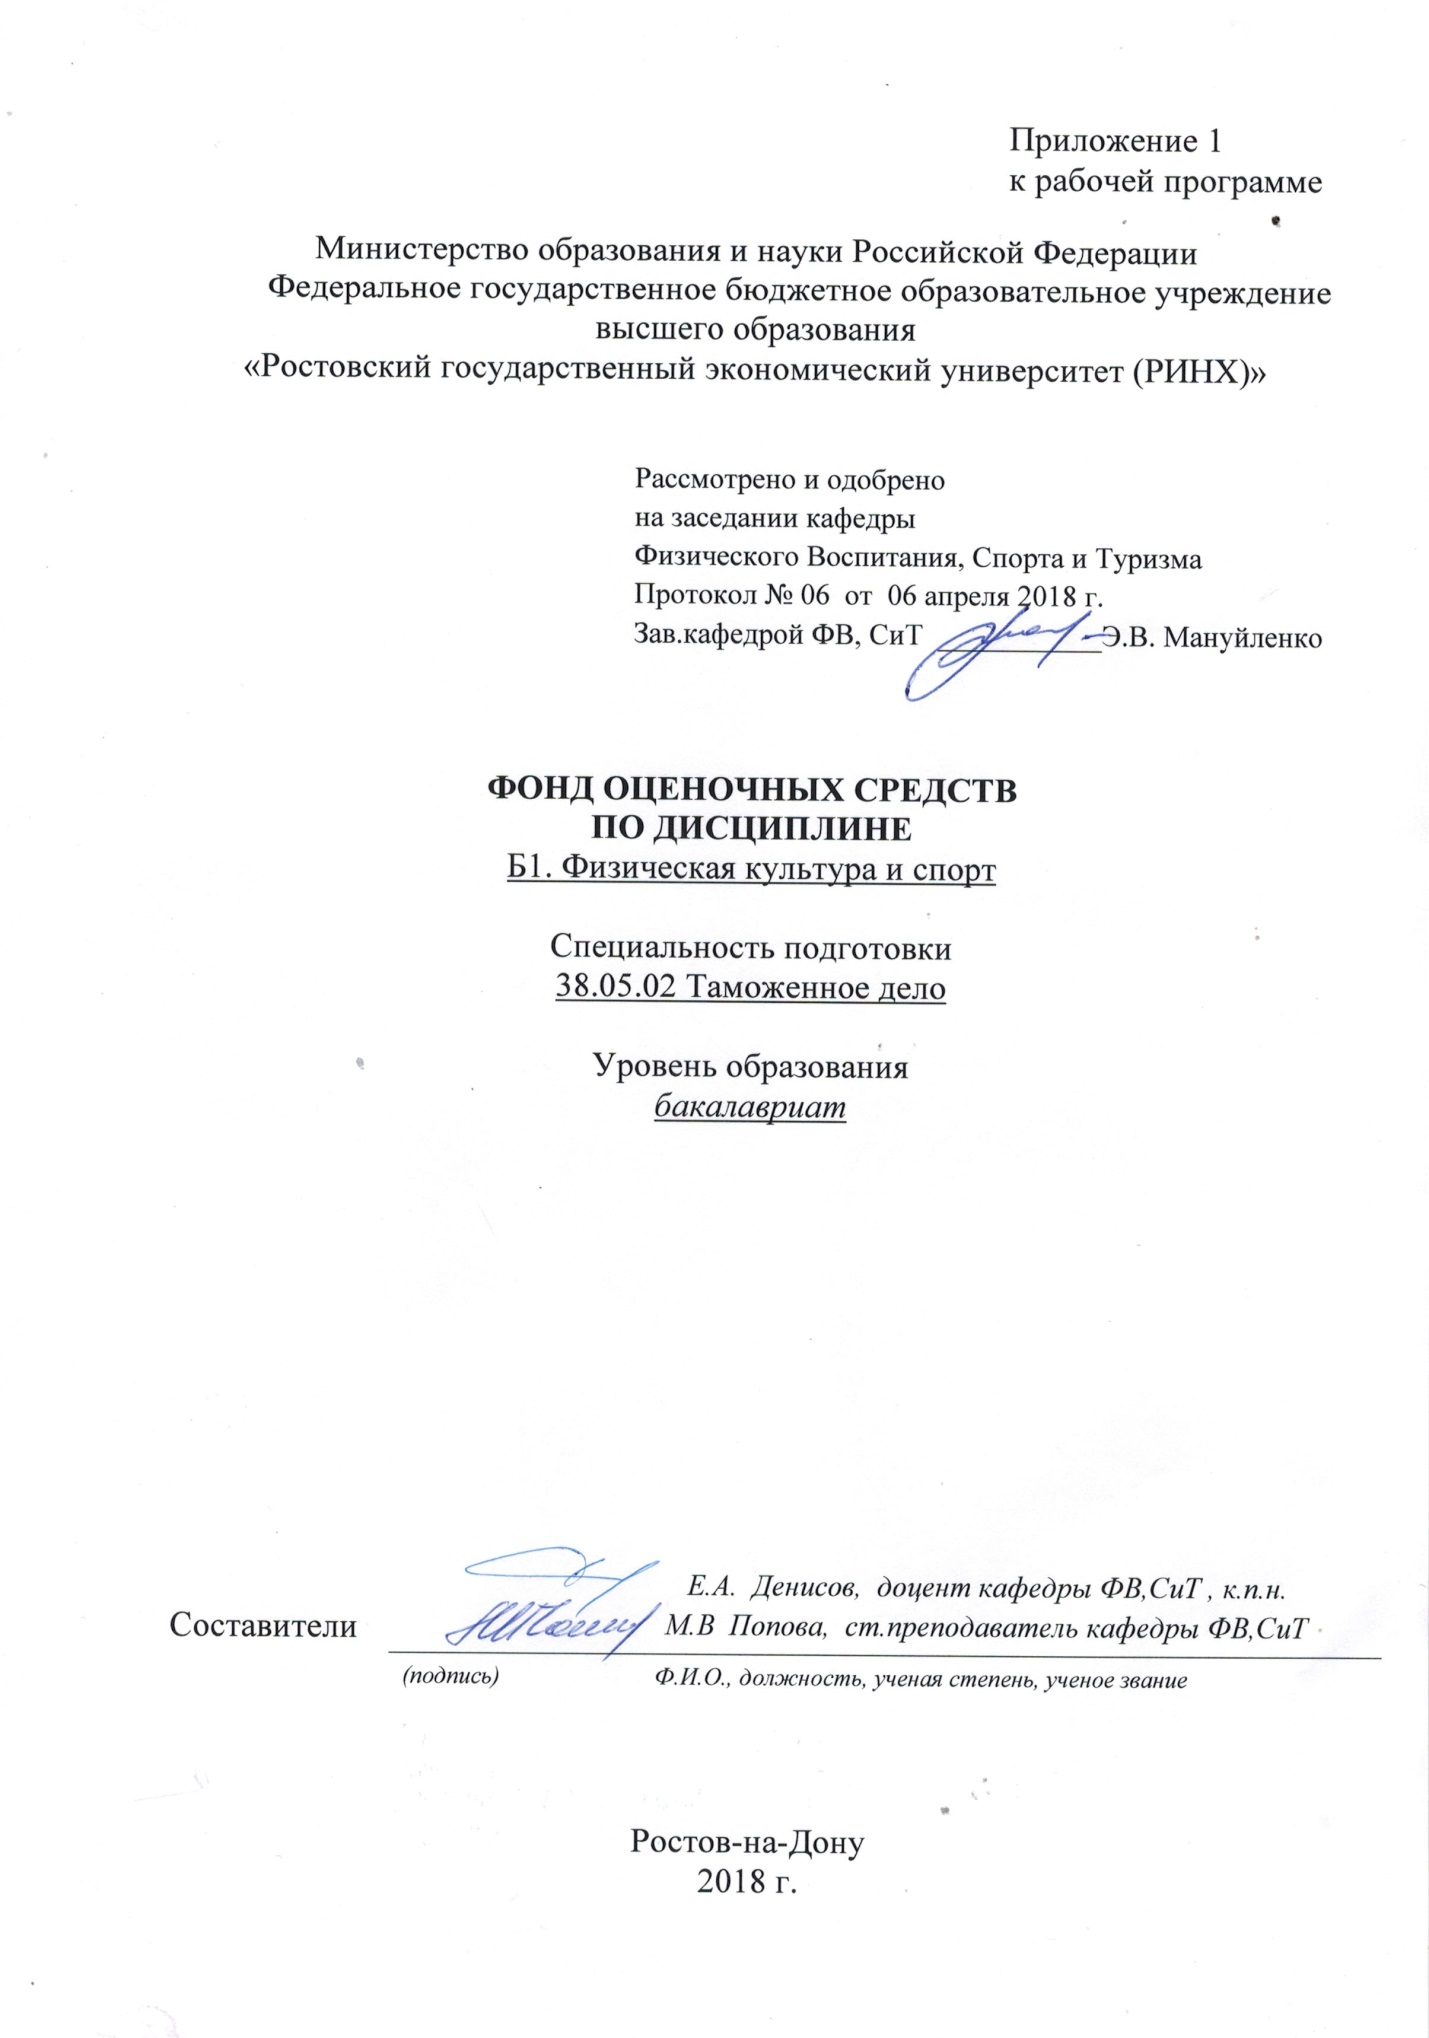 Приложение 1
к рабочей программе
Министерство образования и науки Российской Федерации
Федеральное государственное бюджетное образовательное учреждение
высшего образования
«Ростовский государственный экономический университет (РИНХ)»
Рассмотрено и одобрено
на заседании кафедры
Физического Воспитания, Спорта и Туризма
Протокол № 06 от 06 апреля 2018 г.
Зав.кафедрой ФВ, СиТ ___________Э.В. Мануйленко
ФОНД ОЦЕНОЧНЫХ СРЕДСТВ
ПО ДИСЦИПЛИНЕ
Б1. Физическая культура и спорт
Специальность подготовки
38.05.02 Таможенное дело
Уровень образования
бакалавриат
Е.А. Денисов, доцент кафедры ФВ,СиТ , к.п.н.
Составители М.В Попова, ст.преподаватель кафедры ФВ,СиТ
(подпись) Ф.И.О., должность, ученая степень, ученое звание
Ростов-на-Дону
2018 г.